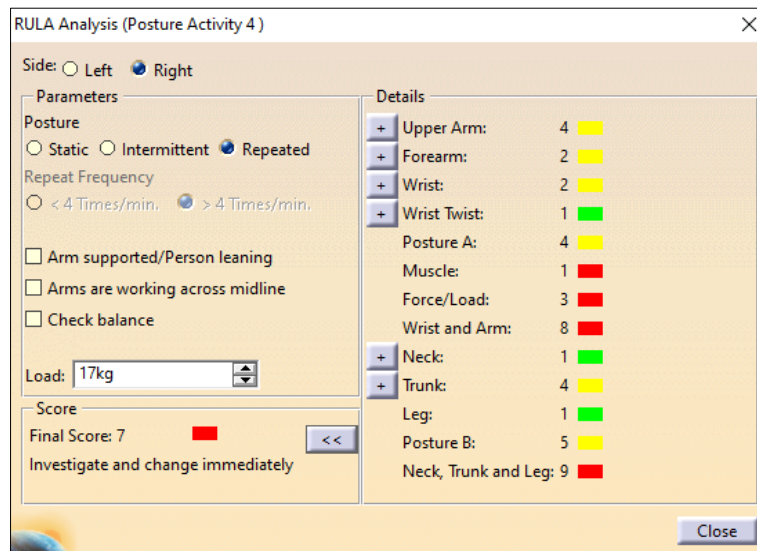 RULA Analysis (Posture Activity 4 )
Side: Left Right
Parameters
Posture
Static Intermittent Repeated
Repeat Frequency
< 4 Times/min. > 4 Times/min.
Arm supported/Person leaning
Arms are working across midline
Check balance
Load: 17kg
Score
Final Score: 7
<<
Investigate and change immediately
Details
+ Upper Arm: 4
+ Forearm: 2
+ Wrist: 2
+ Wrist Twist: 1
Posture A: 4
Muscle: 1
Force/Load: 3
Wrist and Arm: 8
+ Neck: 1
+ Trunk: 4
Leg: 1
Posture B: 5
Neck, Trunk and Leg: 9
Close